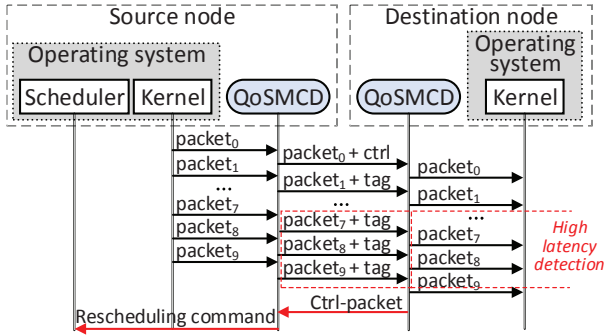 Source node
Destination node
Operating system
Operating system
Scheduler
Kernel
QoSMCD
QoSMCD
Kernel
packet₀
packet₀ + ctrl
packet₀
packet₁
packet₁ + tag
packet₁
...
...
...
packet₇
packet₇ + tag
packet₇
packet₈
packet₈ + tag
packet₈
packet₉
packet₉ + tag
packet₉
High
latency
detection
Ctrl-packet
Rescheduling command